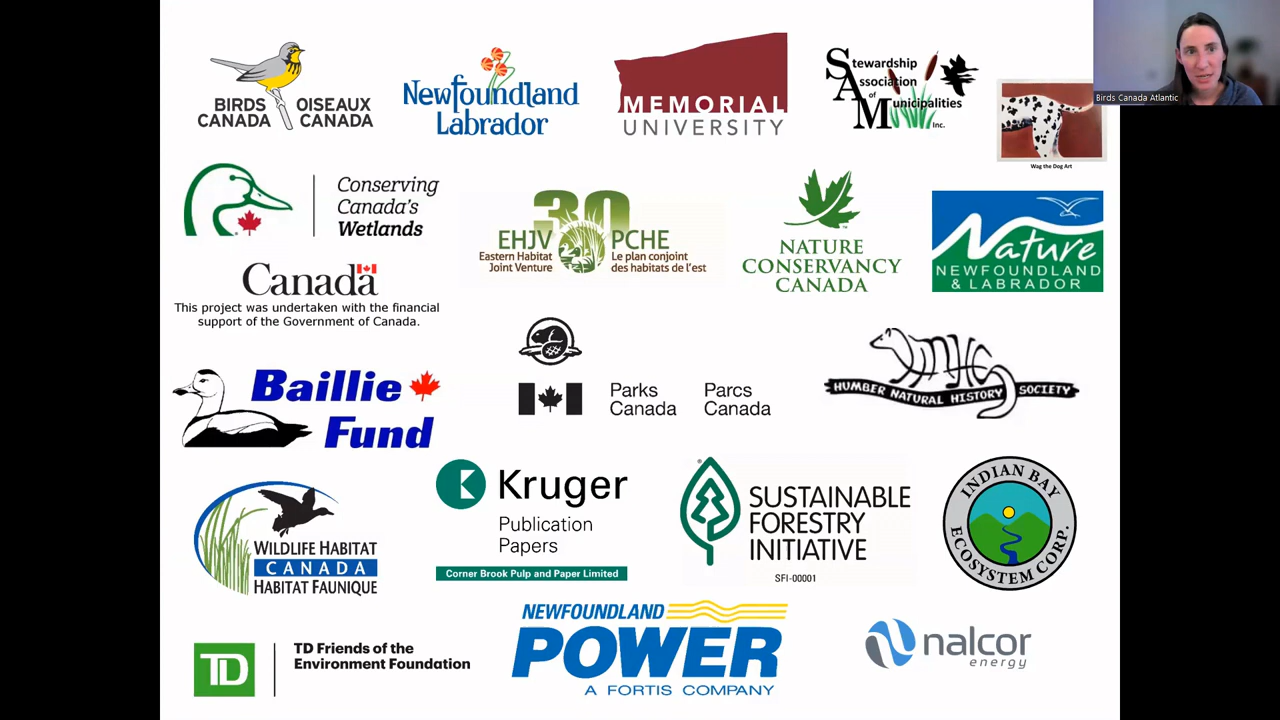 BIRDS CANADA
OISEAUX CANADA
Newfoundland
Labrador
MEMORIAL
UNIVERSITY
Stewardship
Association
of
Municipalities
Inc.
Birds Canada Atlantic
Wag the Dog Art
Conserving
Canada's
Wetlands
30
EHJV
Eastern Habitat
Joint Venture
PCHE
Le plan conjoint
des habitats de l'est
NATURE
CONSERVANCY
CANADA
Nature
NEWFOUNDLAND
& LABRADOR
Canada
This project was undertaken with the financial
support of the Government of Canada.
Baillie
Fund
Parks
Canada
Parcs
Canada
HUMBER NATURAL HISTORY SOCIETY
WILDLIFE HABITAT
CANADA
HABITAT FAUNIQUE
Kruger
Publication
Papers
Corner Brook Pulp and Paper Limited
®
SUSTAINABLE
FORESTRY
INITIATIVE
SFI-00001
INDIAN BAY
ECOSYSTEM CORP.
TD
TD Friends of the
Environment Foundation
NEWFOUNDLAND
POWER
A FORTIS COMPANY
nalcor
energy